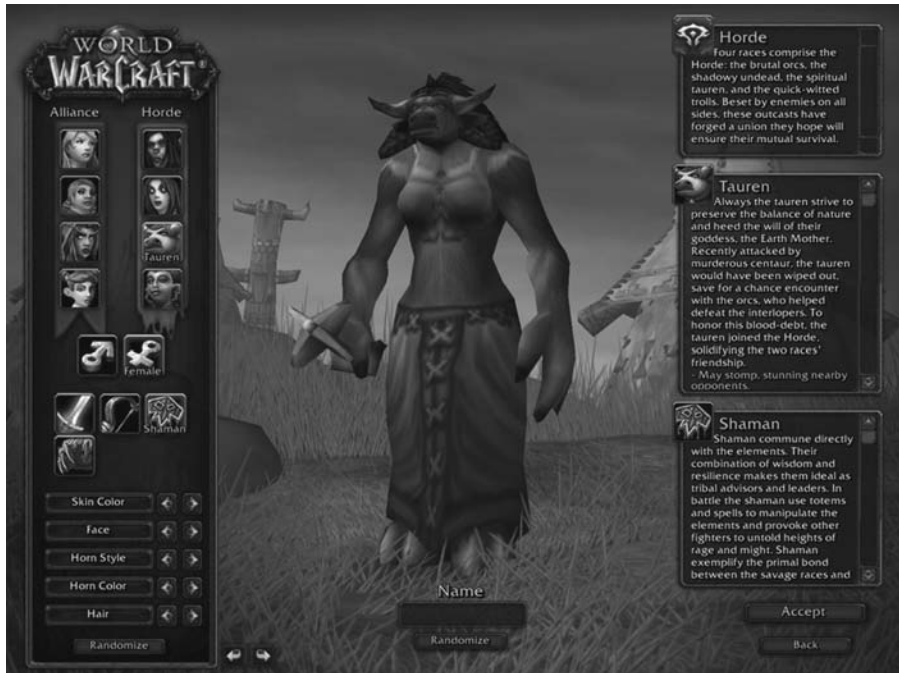 WORLD
WARCRAFT®
Alliance Horde
Tauren
Female
Shaman
Skin Color
Face
Horn Style
Horn Color
Hair
Randomize
Name
Randomize
Horde
Four races comprise the
Horde: the brutal orcs, the
shadowy undead, the spiritual
tauren, and the quick-witted
trolls. Beset by enemies on all
sides, these outcasts have
forged a union they hope will
ensure their mutual survival.
Tauren
Always the tauren strive to
preserve the balance of nature
and heed the will of their
goddess, the Earth Mother.
Recently attacked by
murderous centaur, the tauren
would have been wiped out,
save for a chance encounter
with the orcs, who helped
defeat the interlopers. To
honor this blood-debt, the
tauren joined the Horde,
solidifying the two races'
friendship.
- May stomp, stunning nearby
opponents.
Shaman
Shaman commune directly
with the elements. Their
combination of wisdom and
resilience makes them ideal as
tribal advisors and leaders. In
battle the shaman use totems
and spells to manipulate the
elements and provoke other
fighters to untold heights of
rage and might. Shaman
exemplify the primal bond
between the savage races and
Accept
Back